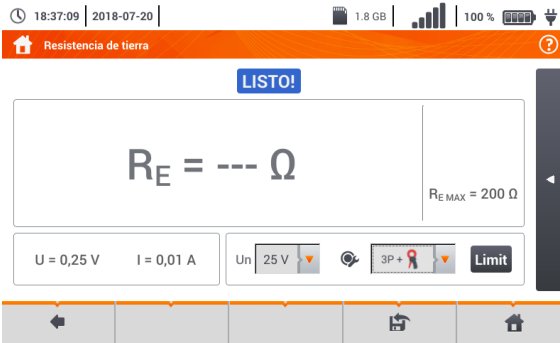 18:37:09 2018-07-20 1.8 GB 100 %
Resistencia de tierra ?
LISTO!
RE = --- Ω
RE MAX = 200 Ω
U = 0,25 V I = 0,01 A Un 25 V 3P + Limit